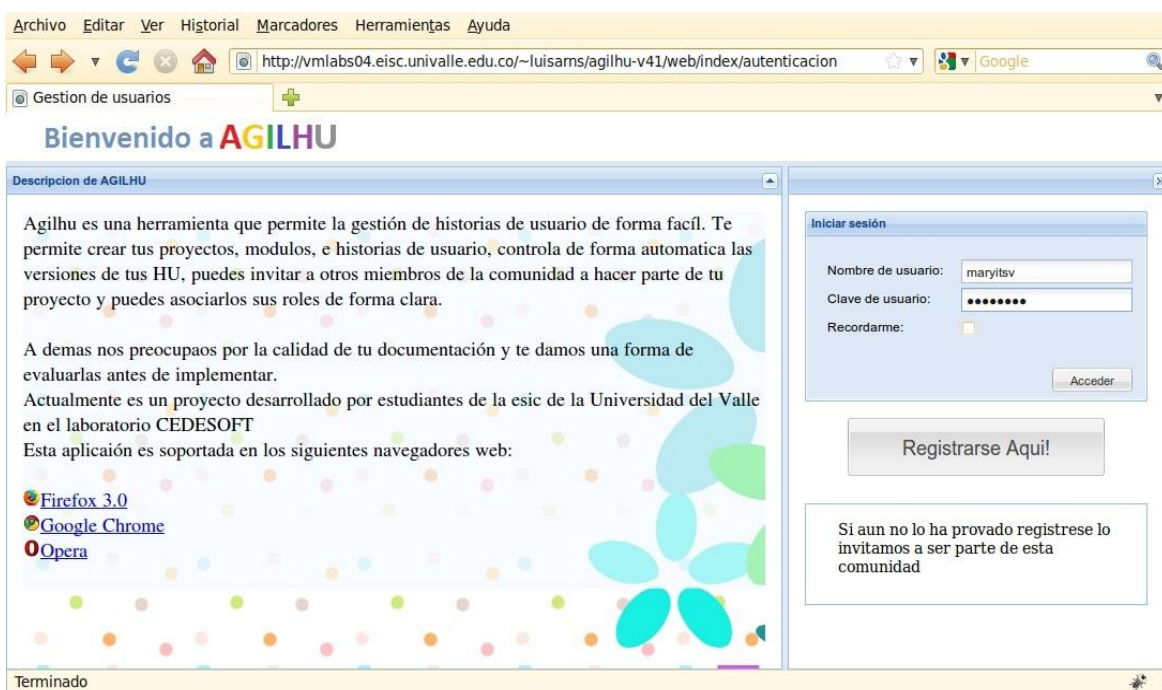 Archivo Editar Ver Historial Marcadores Herramientas Ayuda
http://vmlabs04.eisc.univalle.edu.co/~luisarns/agilhu-v41/web/index/autenticacion
Google
Gestion de usuarios
Bienvenido a AGILHU
Descripcion de AGILHU
Agilhu es una herramienta que permite la gestión de historias de usuario de forma facíl. Te
permite crear tus proyectos, modulos, e historias de usuario, controla de forma automatica las
versiones de tus HU, puedes invitar a otros miembros de la comunidad a hacer parte de tu
proyecto y puedes asociarlos sus roles de forma clara.
A demas nos preocupaos por la calidad de tu documentación y te damos una forma de
evaluarlas antes de implementar.
Actualmente es un proyecto desarrollado por estudiantes de la esic de la Universidad del Valle
en el laboratorio CEDESOFT
Esta aplicaión es soportada en los siguientes navegadores web:
Firefox 3.0
Google Chrome
Opera
Iniciar sesión
Nombre de usuario: maryitsv
Clave de usuario: ••••••••
Recordarme:
Acceder
Registrarse Aqui!
Si aun no lo ha provado registrese lo
invitamos a ser parte de esta
comunidad
Terminado